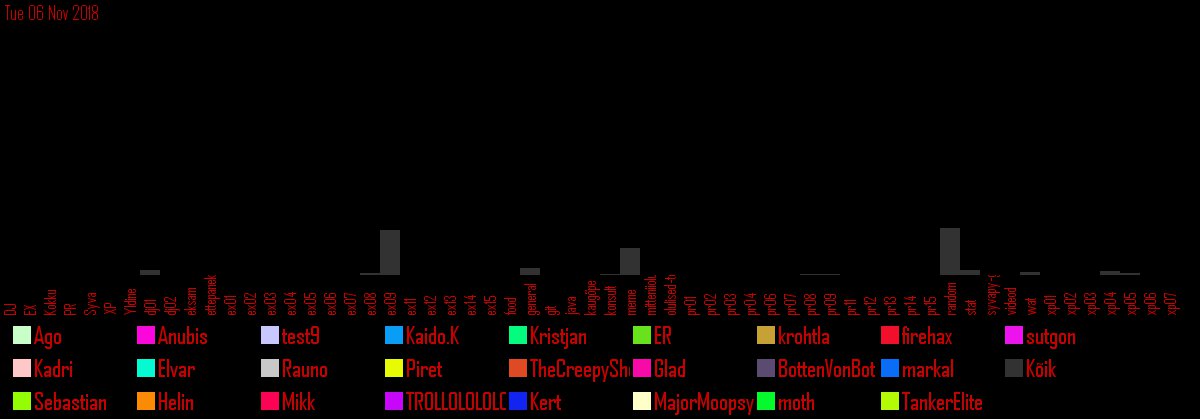 Tue 06 Nov 2018
DJ EX Kokku PR Syva XP Yldine dj01 dj02 eksam ettepanek ex01 ex02 ex03 ex04 ex05 ex06 ex07 ex08 ex09 ex11 ex12 ex13 ex14 ex15 food general git java kangõpe konsult meme mitteniloli olulised-t pr01 pr02 pr03 pr04 pr06 pr07 pr08 pr09 pr11 pr12 pr13 pr14 pr15 random stat videod wat xp01 xp02 xp03 xp04 xp05 xp06 xp07
Ago Anubis test9 Kaido.K Kristjan ER krohtla firehax sutgon
Kadri Elvar Rauno Piret TheCreepySh Glad BottenVonBot markal Kõik
Sebastian Helin Mikk TROLLOLOLOLO Kert MajorMoopsy moth TankerElite